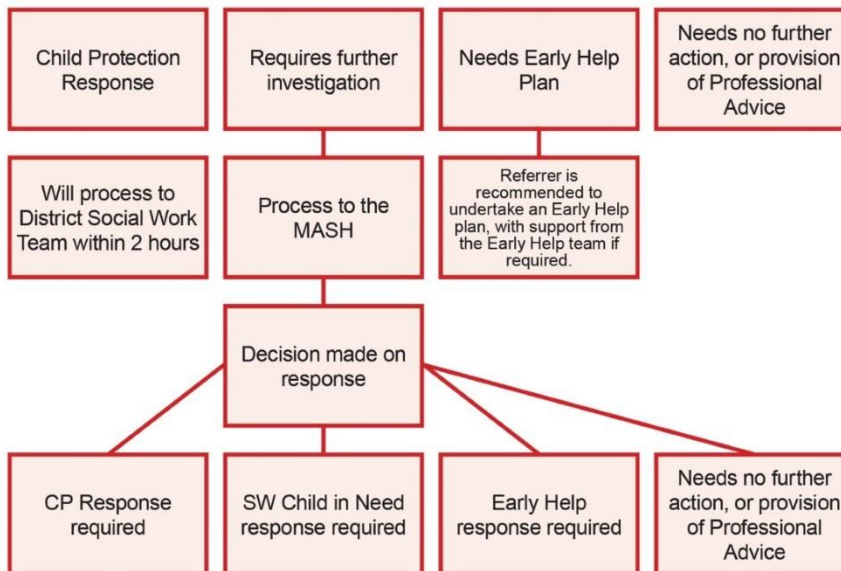 Child Protection
Response
Requires further
investigation
Needs Early Help
Plan
Needs no further
action, or provision
of Professional
Advice
Will process to
District Social Work
Team within 2 hours
Process to the
MASH
Referrer is
recommended to
undertake an Early Help
plan, with support from
the Early Help team if
required.
Decision made on
response
CP Response
required
SW Child in Need
response required
Early Help
response required
Needs no further
action, or provision
of Professional
Advice